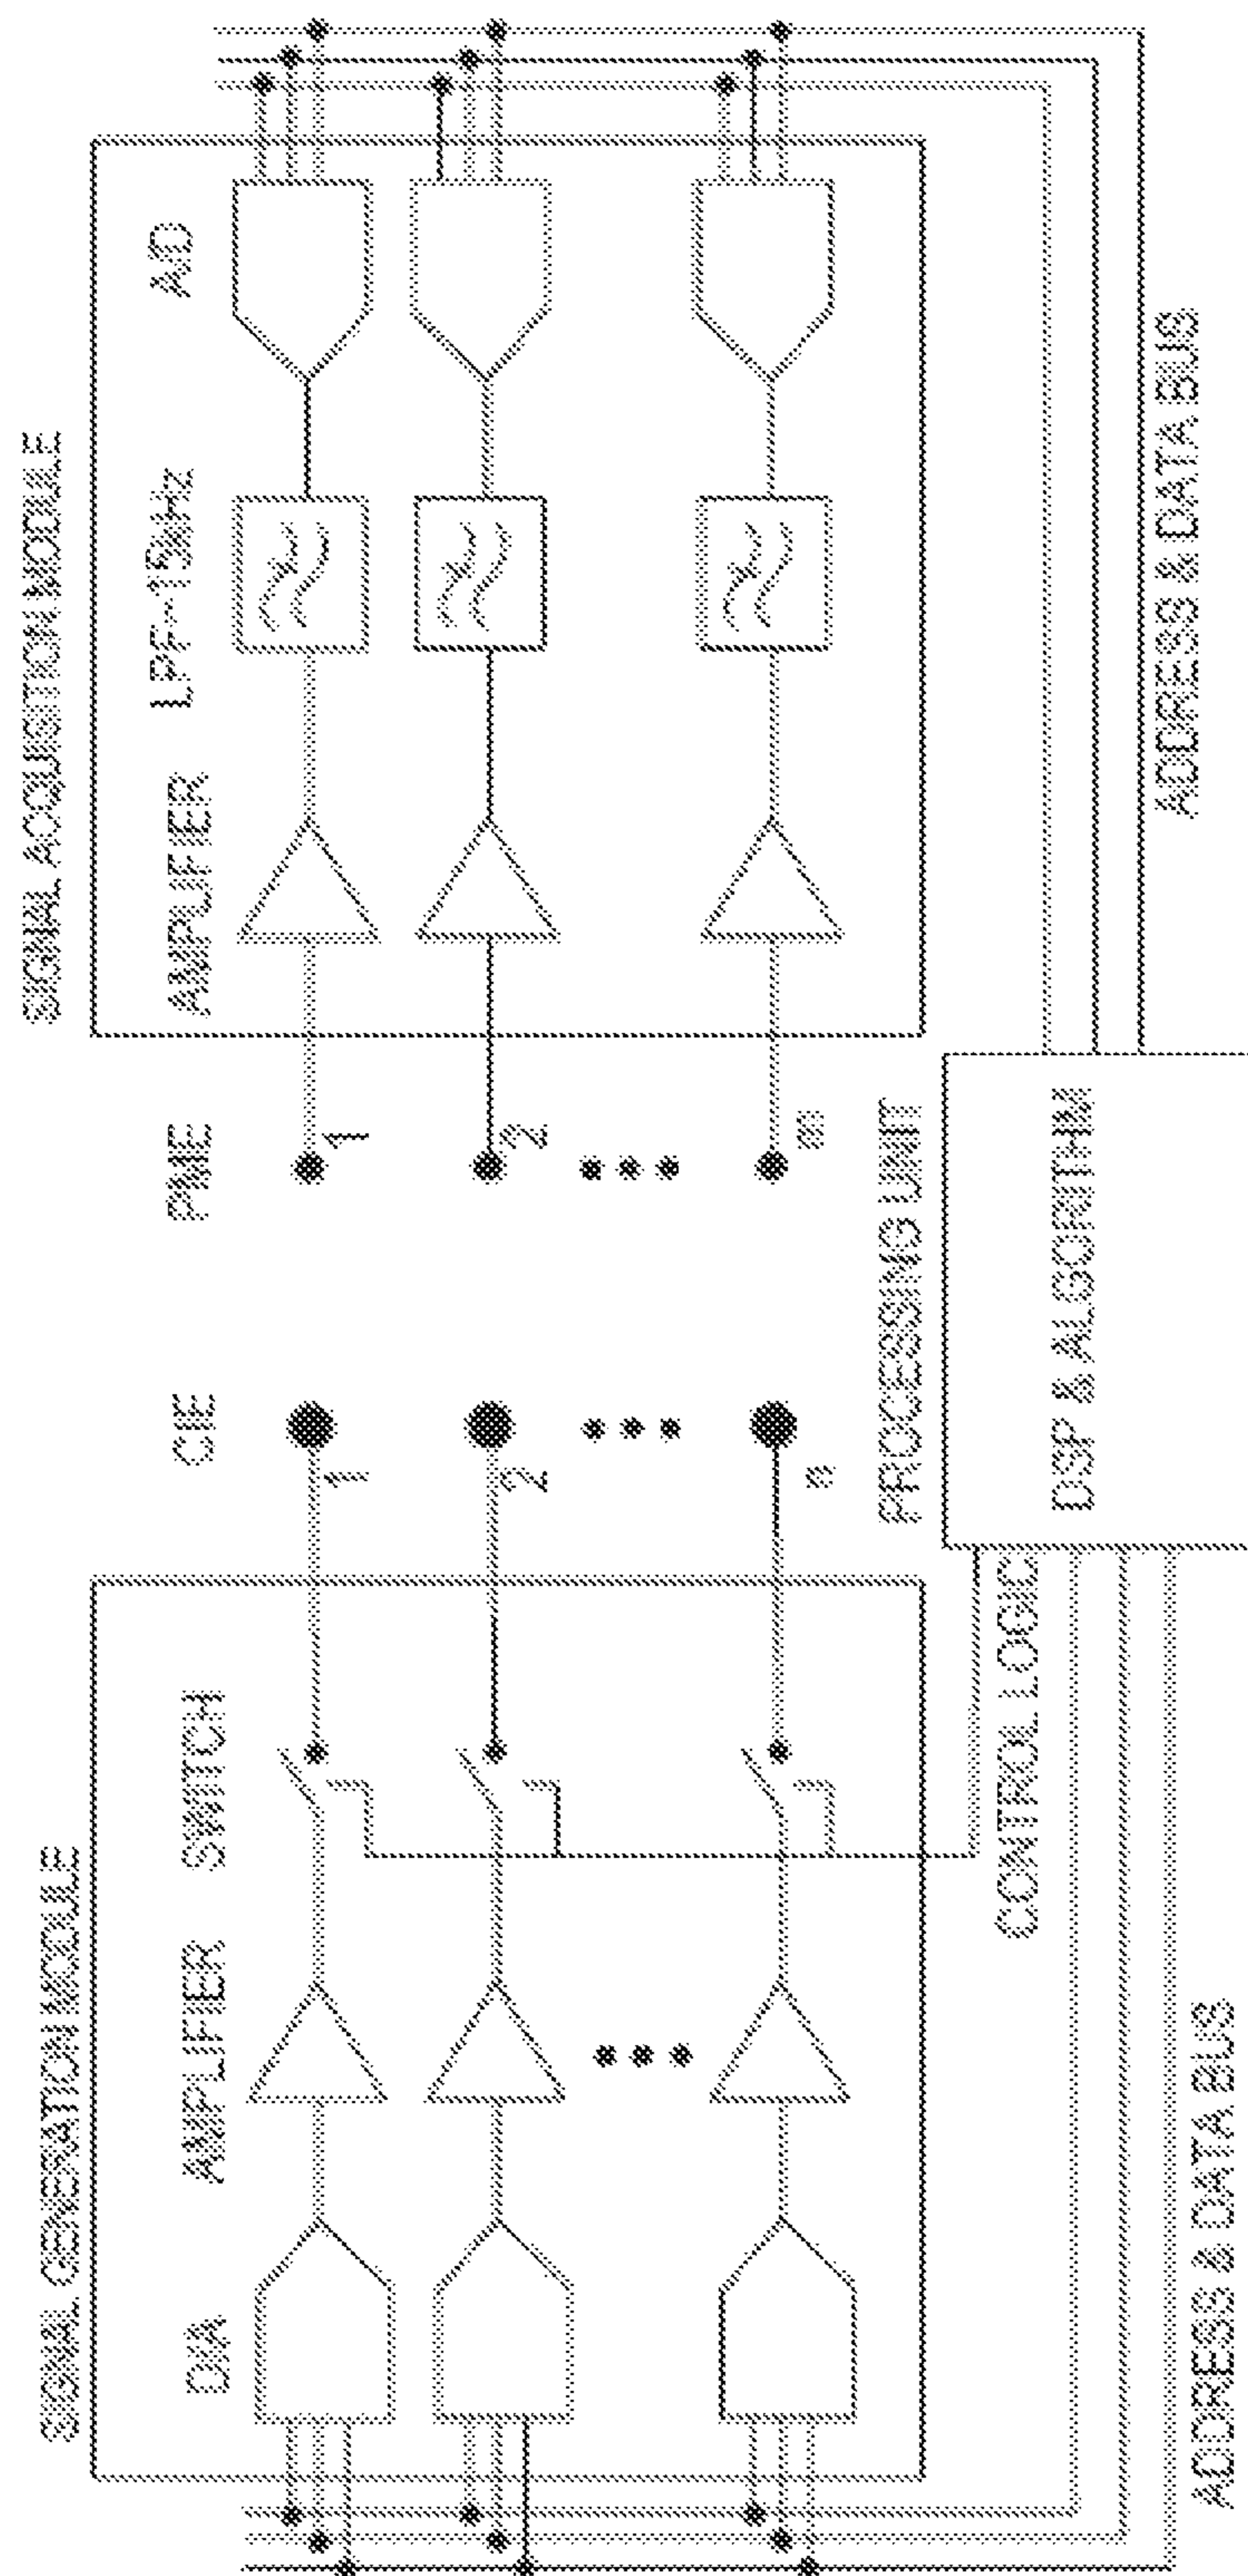 SIGNAL GENERATION MODULE
D/A
AMPLIFIER
SWITCH
CIE
1
2
n
SIGNAL ACQUISITION MODULE
PME
1
2
m
AMPLIFIER
LPF~15kHz
A/D
PROCESSING UNIT
DSP & ALGORITHM
CONTROL LOGIC
ADDRESS & DATA BUS
ADDRESS & DATA BUS